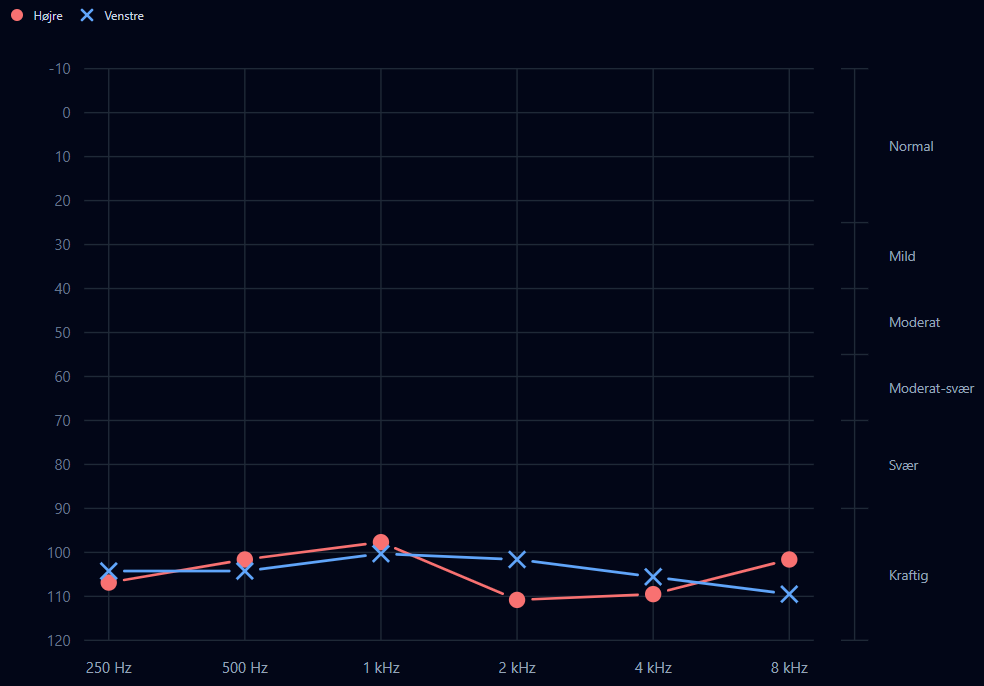 Højre Venstre
-10
0
10
20
30
40
50
60
70
80
90
100
110
120
250 Hz 500 Hz 1 kHz 2 kHz 4 kHz 8 kHz
Normal
Mild
Moderat
Moderat-svær
Svær
Kraftig